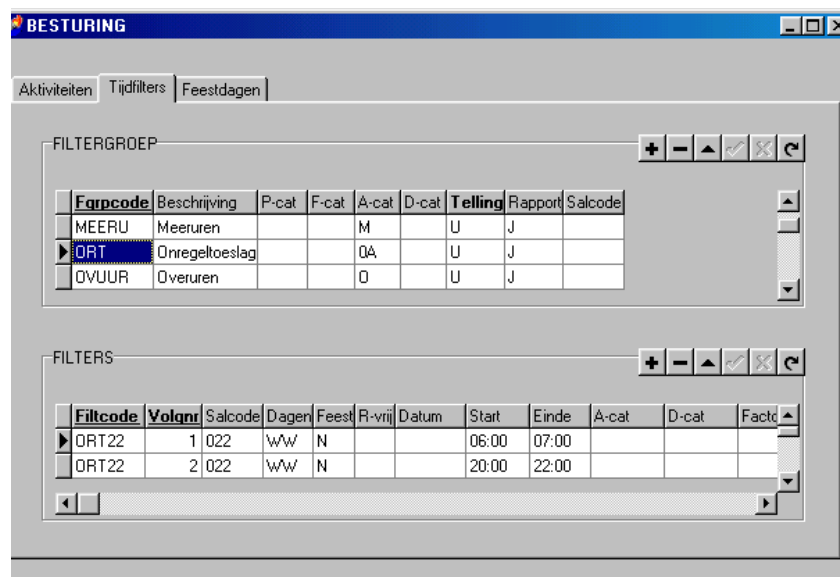 BESTURING
Aktiviteiten Tijdfilters Feestdagen
FILTERGROEP
Fgrpcode Beschrijving P-cat F-cat A-cat D-cat Telling Rapport Salcode
MEERU Meeruren M U J
ORT Onregeltoeslag OA U J
OVUUR Overuren O U J
FILTERS
Filtcode Volgnr Salcode Dagen Feest R-vrij Datum Start Einde A-cat D-cat Facto
ORT22 1 022 WW N 06:00 07:00
ORT22 2 022 WW N 20:00 22:00